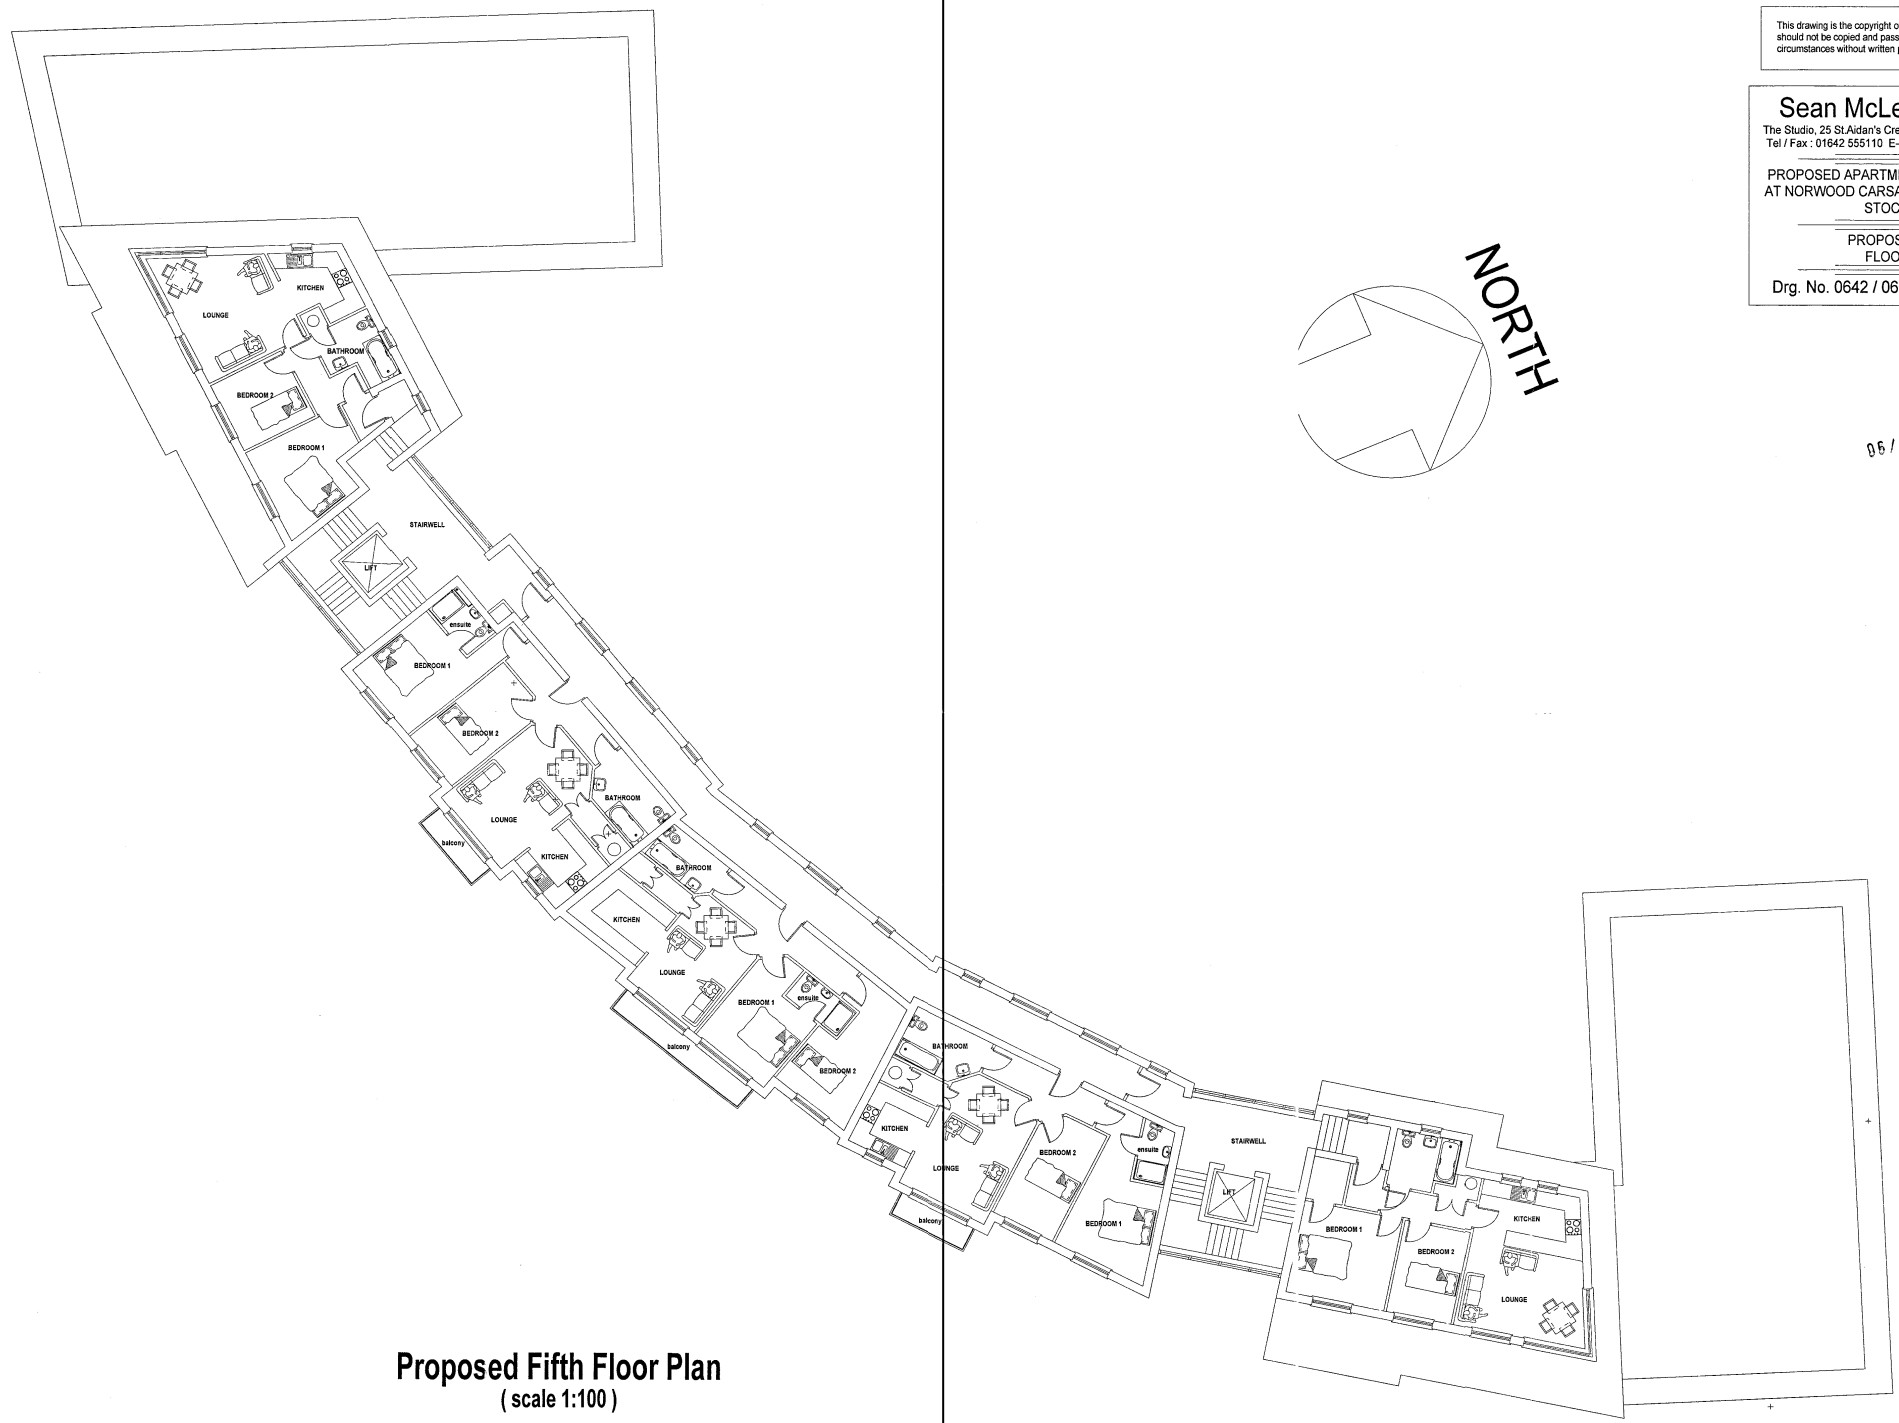 This drawing is the copyright o
should not be copied and pass
circumstances without written p
Sean McLe
The Studio, 25 St.Aidan's Cre
Tel / Fax : 01642 555110 E-
PROPOSED APARTME
AT NORWOOD CARSA
STOC
PROPOS
FLOO
Drg. No. 0642 / 06
06 /
NORTH
LOUNGE
KITCHEN
BATHROOM
BEDROOM 2
BEDROOM 1
STAIRWELL
LIFT
ensuite
BEDROOM 1
BEDROOM 2
LOUNGE
BATHROOM
balcony
KITCHEN
BATHROOM
KITCHEN
LOUNGE
BEDROOM 1
ensuite
balcony
BEDROOM 2
BATHROOM
KITCHEN
LOUNGE
balcony
BEDROOM 2
ensuite
BEDROOM 1
STAIRWELL
LIFT
BEDROOM 1
BEDROOM 2
KITCHEN
LOUNGE
Proposed Fifth Floor Plan
( scale 1:100 )